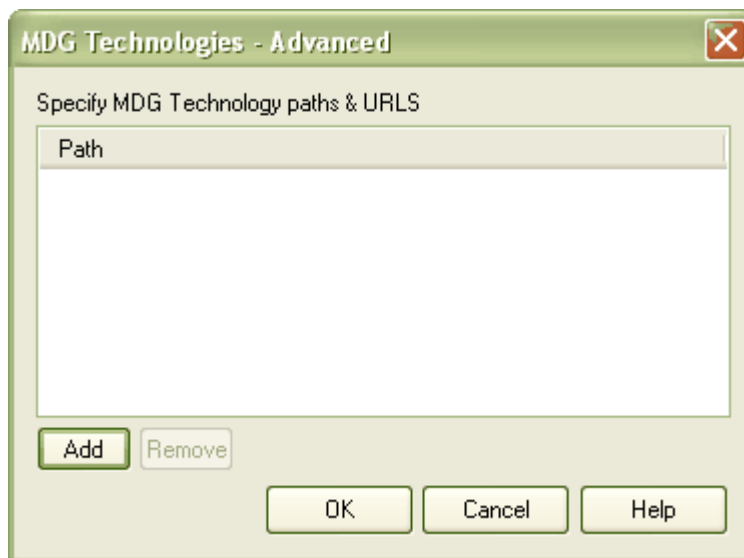 MDG Technologies - Advanced
Specify MDG Technology paths & URLS
Path
Add Remove
OK Cancel Help